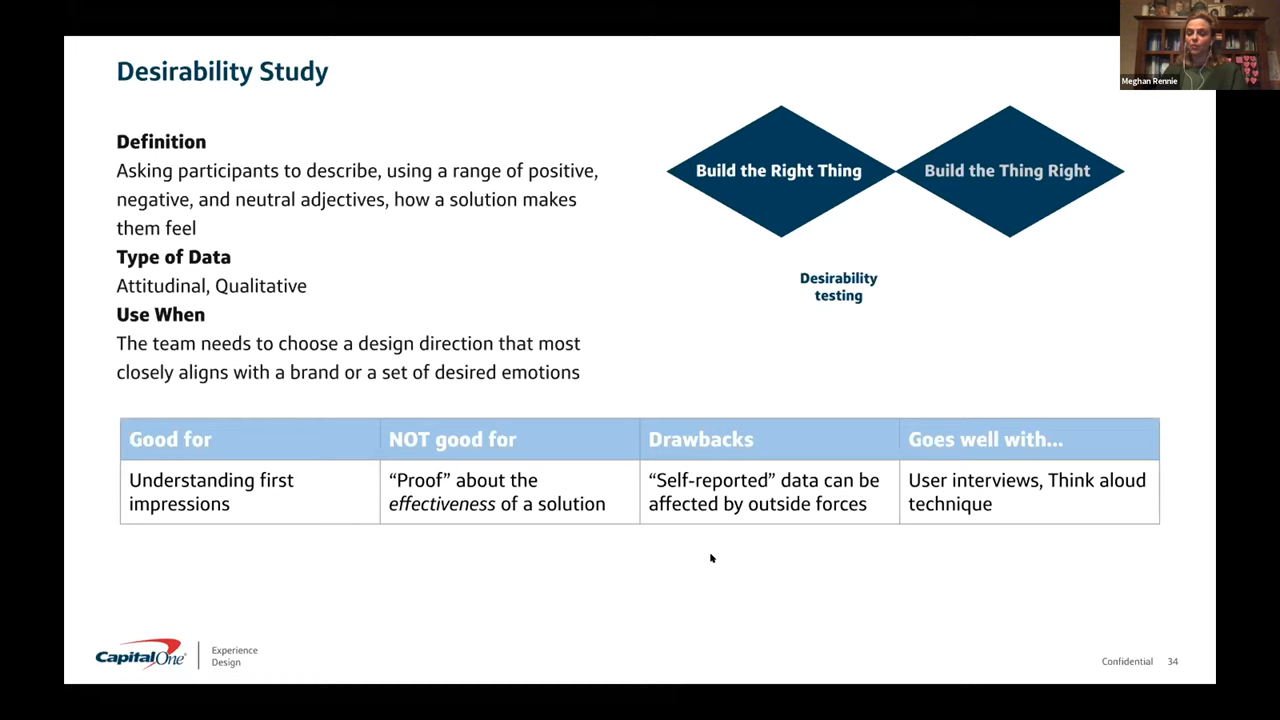 Meghan Rennie
Desirability Study
Definition
Asking participants to describe, using a range of positive,
negative, and neutral adjectives, how a solution makes
them feel
Type of Data
Attitudinal, Qualitative
Use When
The team needs to choose a design direction that most
closely aligns with a brand or a set of desired emotions
Build the Right Thing
Build the Thing Right
Desirability
testing
Good for
NOT good for
Drawbacks
Goes well with...
Understanding first
impressions
“Proof” about the
effectiveness of a solution
“Self-reported” data can be
affected by outside forces
User interviews, Think aloud
technique
CapitalOne
Experience
Design
Confidential
34